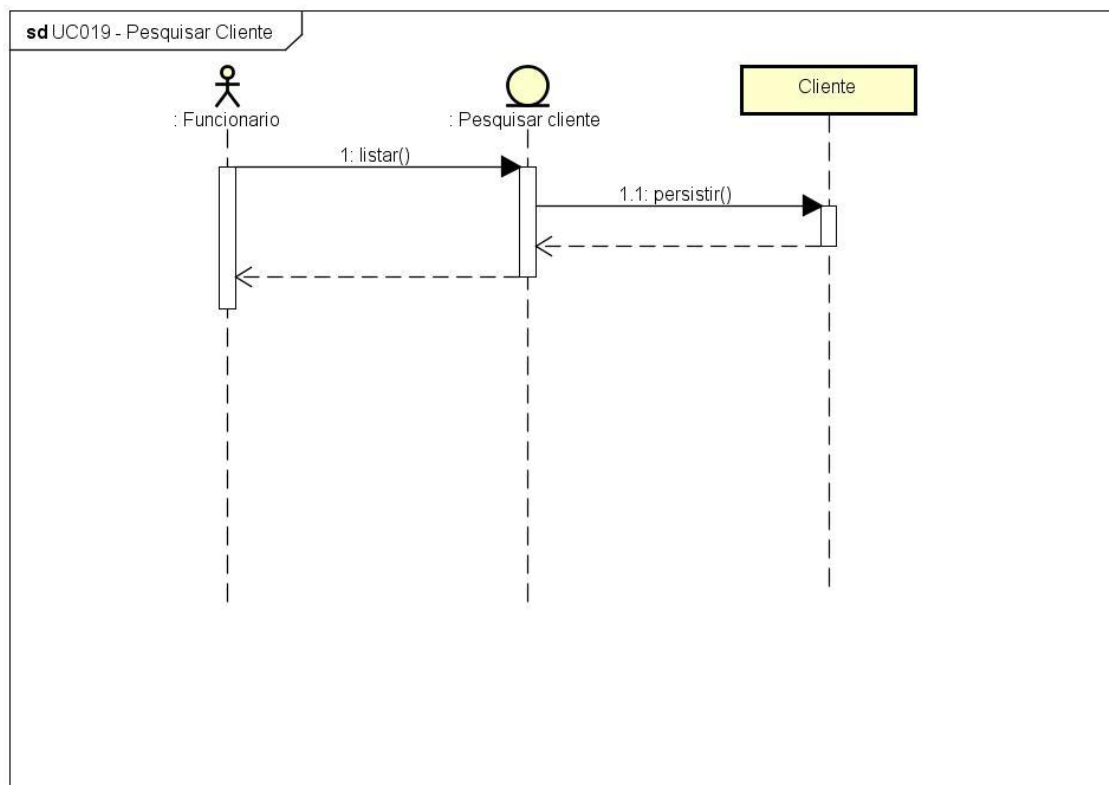 sd UC019 - Pesquisar Cliente
: Funcionario
: Pesquisar cliente
Cliente
1: listar()
1.1: persistir()